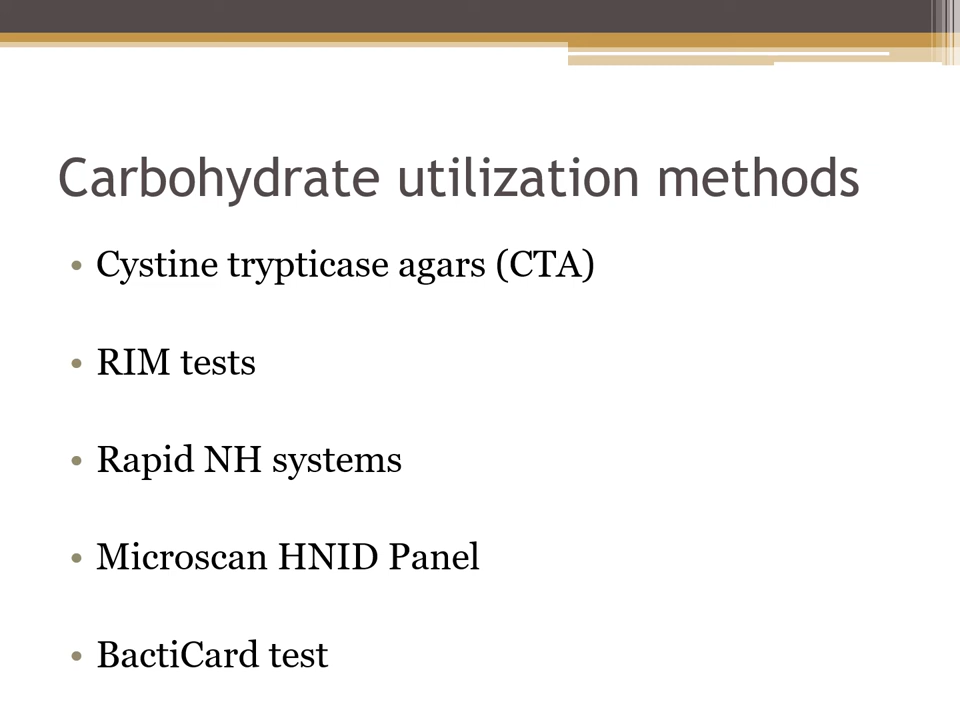 Carbohydrate utilization methods
• Cystine trypticase agars (CTA)
• RIM tests
• Rapid NH systems
• Microscan HNID Panel
• BactiCard test